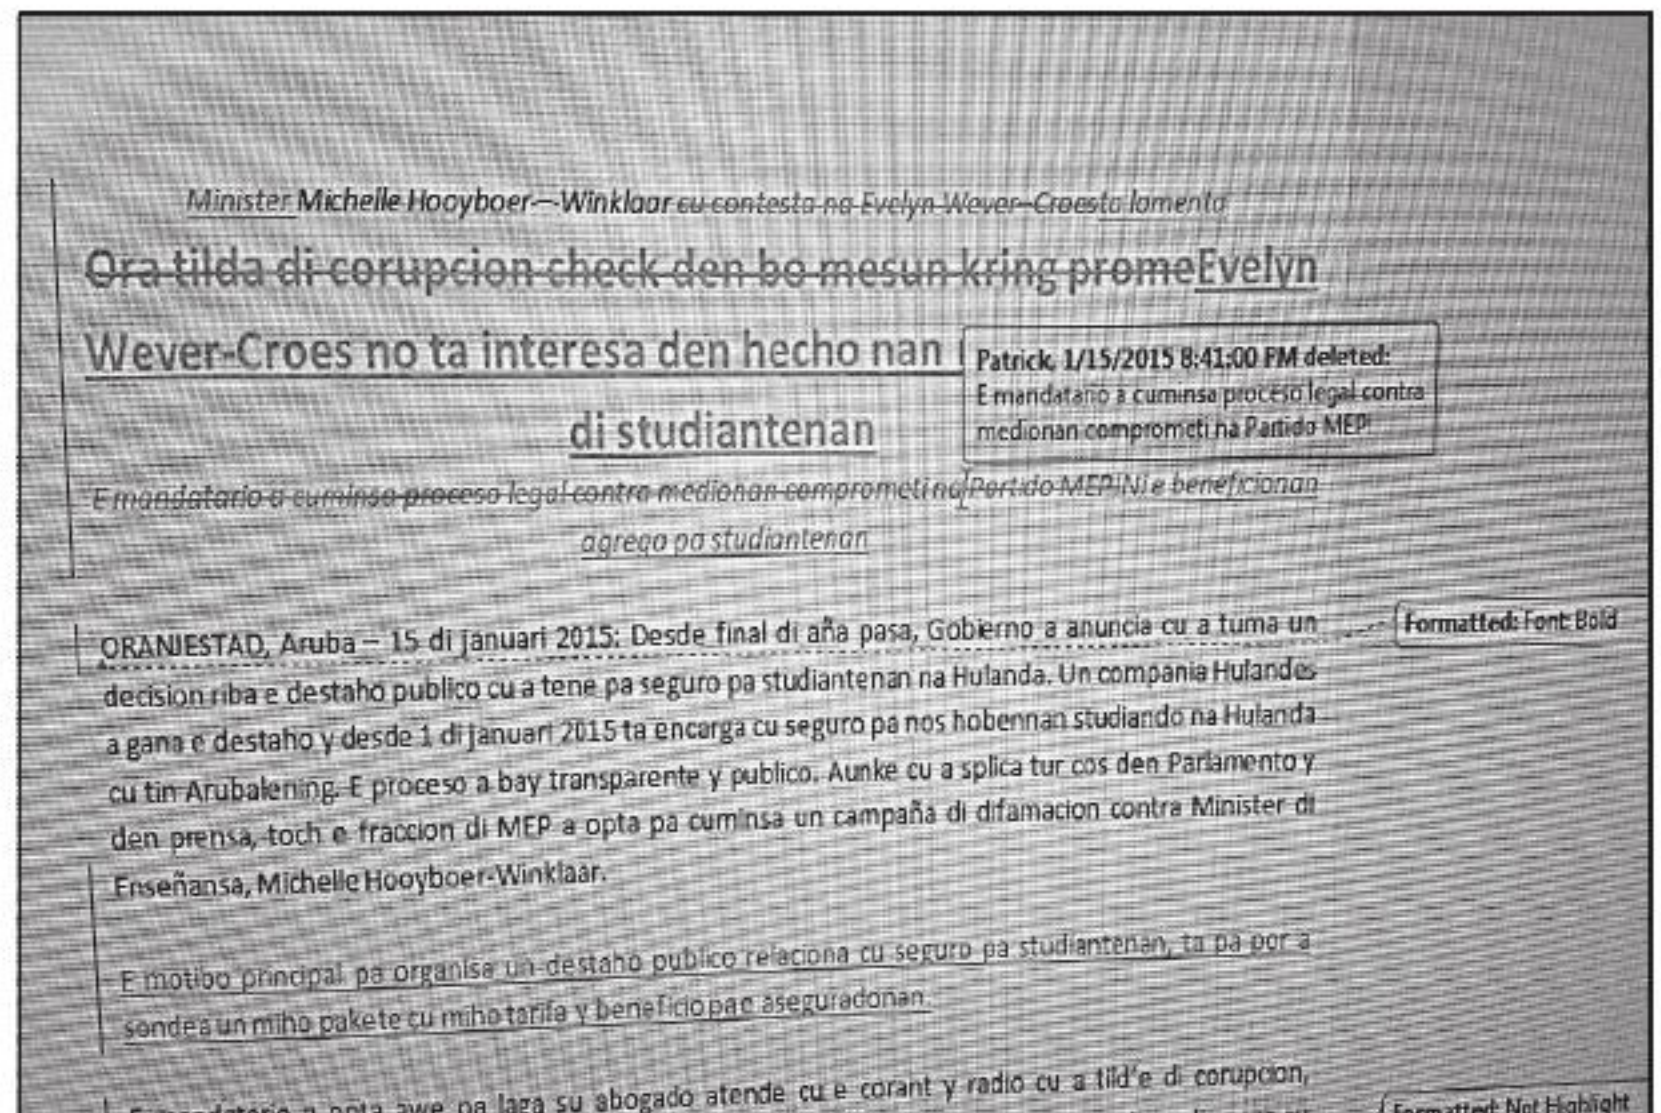 Minister Michelle Hooyboer—Winklaar cu contesta na Evelyn Wever-Croesta lamenta
Ora tilda di corupcion check den bo mesun kring promeEvelyn
Wever-Croes no ta interesa den hecho nan
Patrick, 1/15/2015 8:41:00 PM deleted:
E mandatario a cuminsa proceso legal contra
medionan comprometi na Partido MEP!
di studiantenan
E mandatario a cuminsa proceso legal contra medionan comprometi na Partido MEP!Ni e beneficionan
agrega pa studiantenan
ORANJESTAD, Aruba – 15 di januari 2015: Desde final di aña pasa, Gobierno a anuncia cu a tuma un
Formatted: Font: Bold
decision riba e destaho publico cu a tene pa seguro pa studiantenan na Hulanda. Un compania Hulandes
a gana e destaho y desde 1 di januari 2015 ta encarga cu seguro pa nos hobennan studiando na Hulanda
cu tin Arubalening. E proceso a bay transparente y publico. Aunke cu a splica tur cos den Parlamento y
den prensa, toch e fraccion di MEP a opta pa cuminsa un campaña di difamacion contra Minister di
Enseñansa, Michelle Hooyboer-Winklaar.
E motibo principal pa organisa un destaho publico relaciona cu seguro pa studiantenan, ta pa por a
sondea un miho pakete cu miho tarifa y beneficio pa e aseguradonan.
a nota awe pa laga su abogado atende cu e corant y radio cu a tild'e di corupcion,
Formatted: Not Highlight